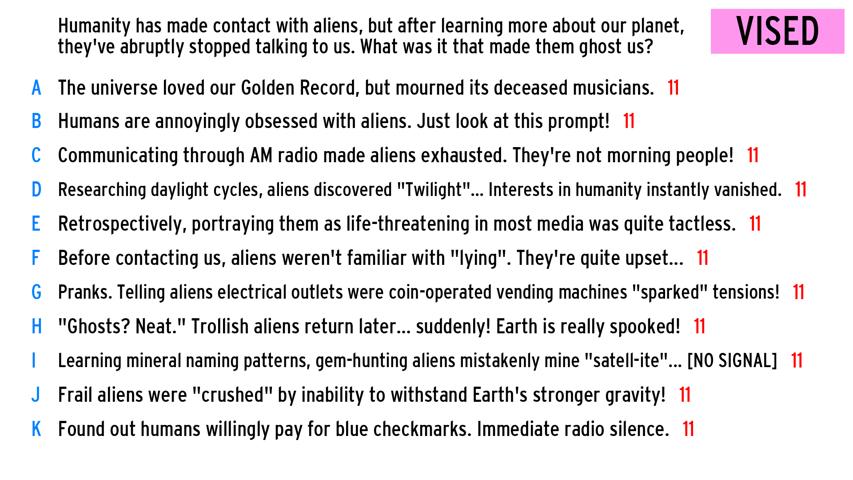 Humanity has made contact with aliens, but after learning more about our planet,
they've abruptly stopped talking to us. What was it that made them ghost us?
VISED
A The universe loved our Golden Record, but mourned its deceased musicians. 11
B Humans are annoyingly obsessed with aliens. Just look at this prompt! 11
C Communicating through AM radio made aliens exhausted. They're not morning people! 11
D Researching daylight cycles, aliens discovered "Twilight"... Interests in humanity instantly vanished. 11
E Retrospectively, portraying them as life-threatening in most media was quite tactless. 11
F Before contacting us, aliens weren't familiar with "lying". They're quite upset... 11
G Pranks. Telling aliens electrical outlets were coin-operated vending machines "sparked" tensions! 11
H "Ghosts? Neat." Trollish aliens return later... suddenly! Earth is really spooked! 11
I Learning mineral naming patterns, gem-hunting aliens mistakenly mine "satell-ite"... [NO SIGNAL] 11
J Frail aliens were "crushed" by inability to withstand Earth's stronger gravity! 11
K Found out humans willingly pay for blue checkmarks. Immediate radio silence. 11